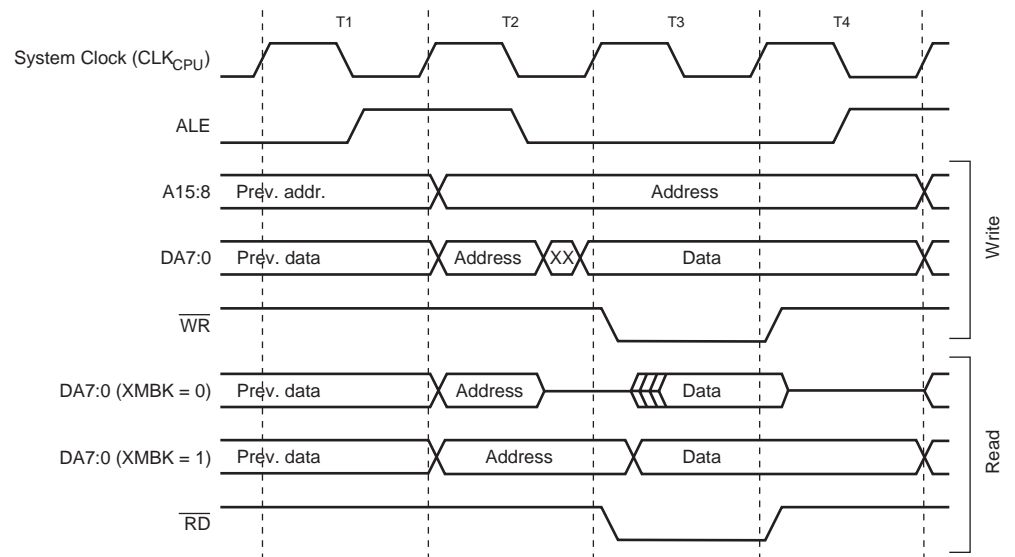 T1 T2 T3 T4
System Clock (CLKCPU)
ALE
A15:8 Prev. addr. Address
DA7:0 Prev. data Address XX Data
WR
Write
DA7:0 (XMBK = 0) Prev. data Address Data
DA7:0 (XMBK = 1) Prev. data Address Data
RD
Read